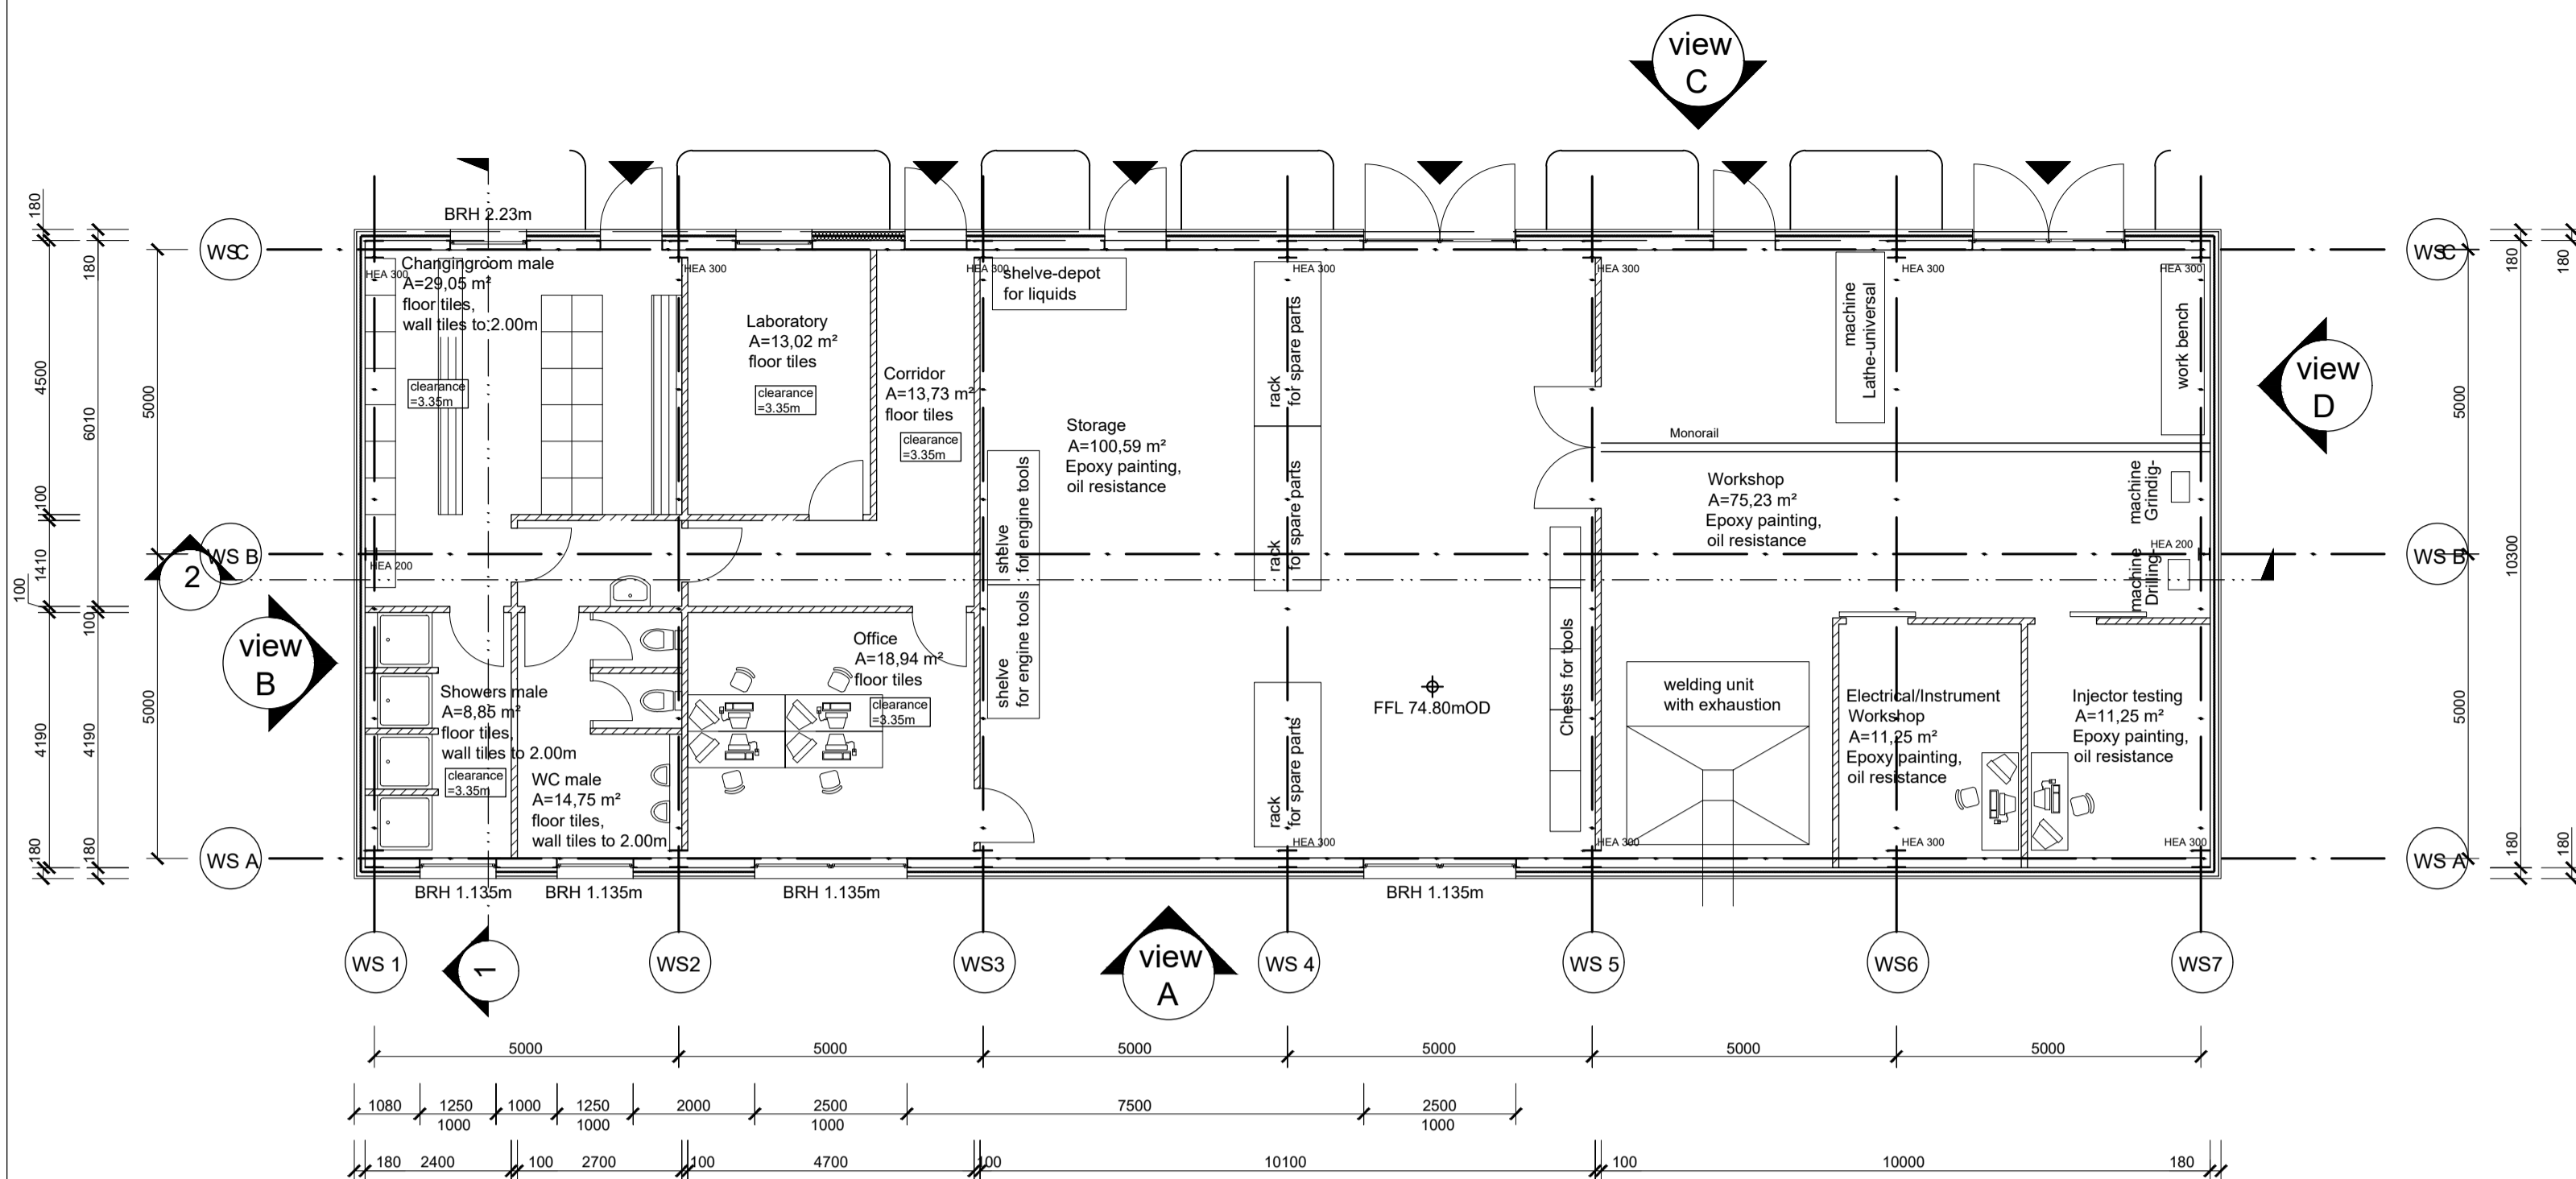 view
C
BRH 2.23m
180
180
4500
6010
5000
100
1410
100
100
4190
4190
5000
180
180
WSC
WS B
WS A
2
view
B
HEA 300
Changingroom male
A=29,05 m²
floor tiles,
wall tiles to 2.00m
clearance
=3.35m
HEA 200
HEA 300
Laboratory
A=13,02 m²
floor tiles
clearance
=3.35m
Corridor
A=13,73 m²
floor tiles
clearance
=3.35m
HEA 300
shelve-depot
for liquids
Storage
A=100,59 m²
Epoxy painting,
oil resistance
shelve
for engine tools
shelve
for engine tools
HEA 300
rack
for spare parts
rack
for spare parts
rack
for spare parts
HEA 300
FFL 74.80mOD
Chests for tools
HEA 300
HEA 300
Monorail
Workshop
A=75,23 m²
Epoxy painting,
oil resistance
machine
Lathe-universal
HEA 300
HEA 300
work bench
machine
Grindig-
HEA 200
machine
Drilling-
welding unit
with exhaustion
Electrical/Instrument
Workshop
A=11,25 m²
Epoxy painting,
oil resistance
HEA 300
Injector testing
A=11,25 m²
Epoxy painting,
oil resistance
HEA 300
Showers male
A=8,85 m²
floor tiles,
wall tiles to 2.00m
clearance
=3.35m
WC male
A=14,75 m²
floor tiles,
wall tiles to 2.00m
Office
A=18,94 m²
floor tiles
clearance
=3.35m
view
D
WSC
WS B
WS A
5000
5000
180
10300
180
180
180
BRH 1.135m
BRH 1.135m
BRH 1.135m
BRH 1.135m
WS 1
1
WS2
WS3
view
A
WS 4
WS 5
WS6
WS7
5000
5000
5000
5000
5000
5000
1080
1250
1000
1250
2000
2500
7500
2500
1000
1000
1000
1000
180
2400
100
2700
100
4700
100
10100
100
10000
180